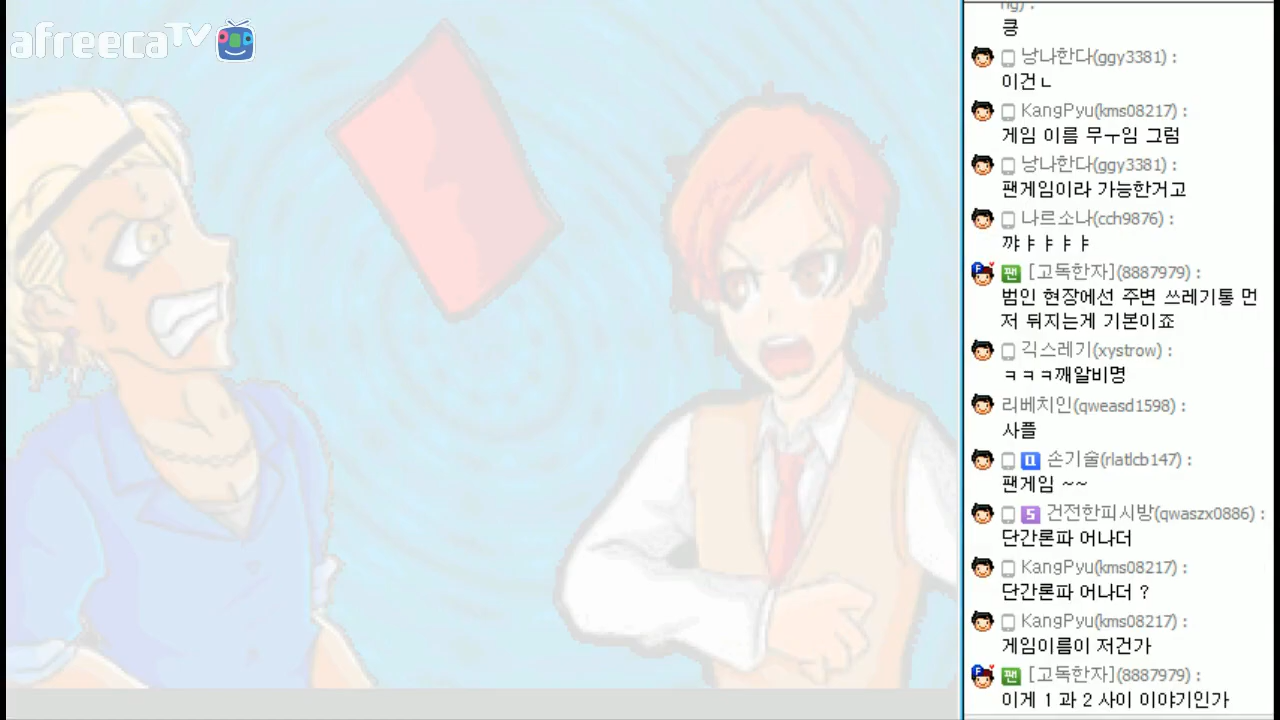 afreecaTV
킁
낭나한다(ggy3381) :
이건ㄴ
KangPyu(kms08217) :
게임 이름 무ㅜ임 그럼
낭나한다(ggy3381) :
팬게임이라 가능한거고
나르소나(cch9876) :
꺄ㅑㅑㅑㅑ
팬 [고독한자](8887979) :
범인 현장에선 주변 쓰레기통 먼
저 뒤지는게 기본이죠
긱스레기(xystrow) :
ㅋㅋㅋ깨알비명
리베치인(qweasd1598) :
사플
손기술(rlatlcb147) :
팬게임 ~~
S 건전한피시방(qwaszx0886) :
단간론파 어나더
KangPyu(kms08217) :
단간론파 어나더 ?
KangPyu(kms08217) :
게임이름이 저건가
팬 [고독한자](8887979) :
이게 1 과 2 사이 이야기인가